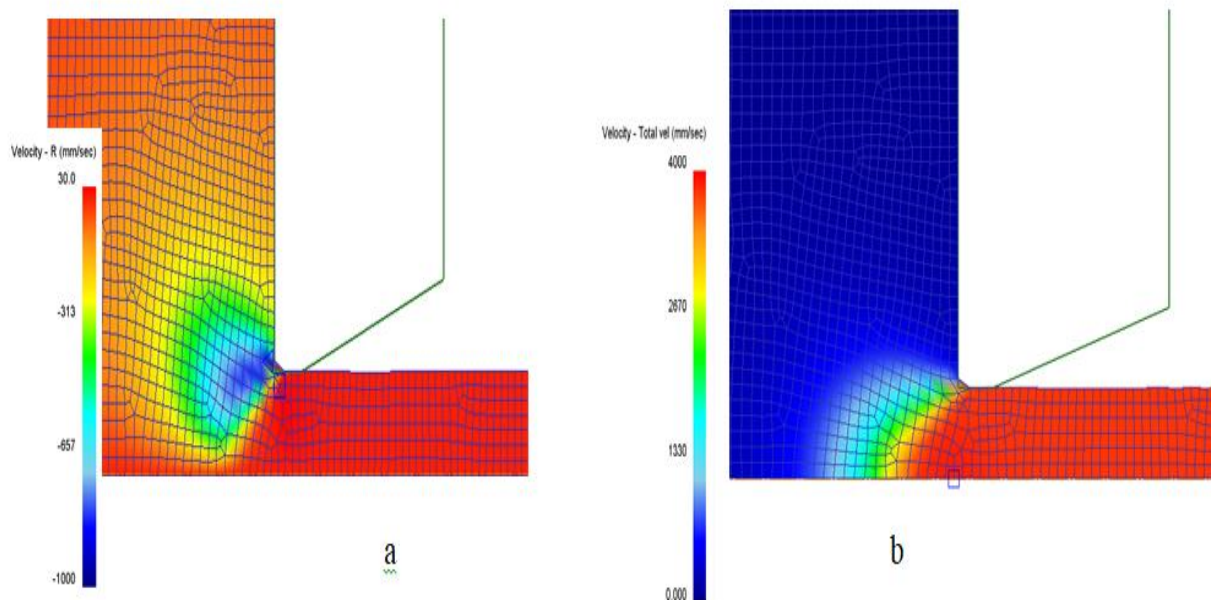 Velocity - R (mm/sec)
30.0
-313
-657
-1000
a
Velocity - Total vel (mm/sec)
4000
2670
1330
0.000
b